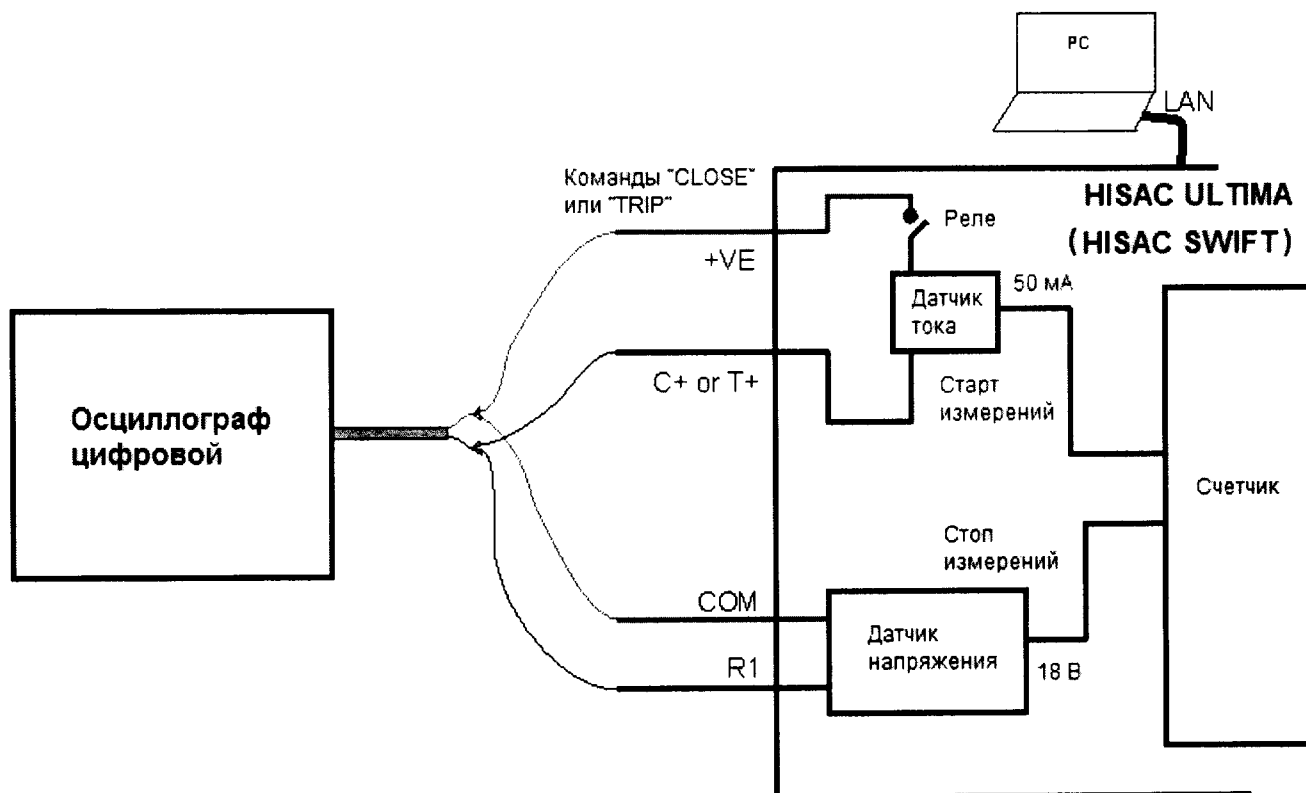 PC
LAN
Команды "CLOSE"
или "TRIP"
HISAC ULTIMA
(HISAC SWIFT)
Реле
+VE
50 мА
Датчик
тока
C+ or T+
Старт
измерений
Осциллограф
цифровой
Счетчик
Стоп
измерений
COM
Датчик
напряжения
R1
18 В